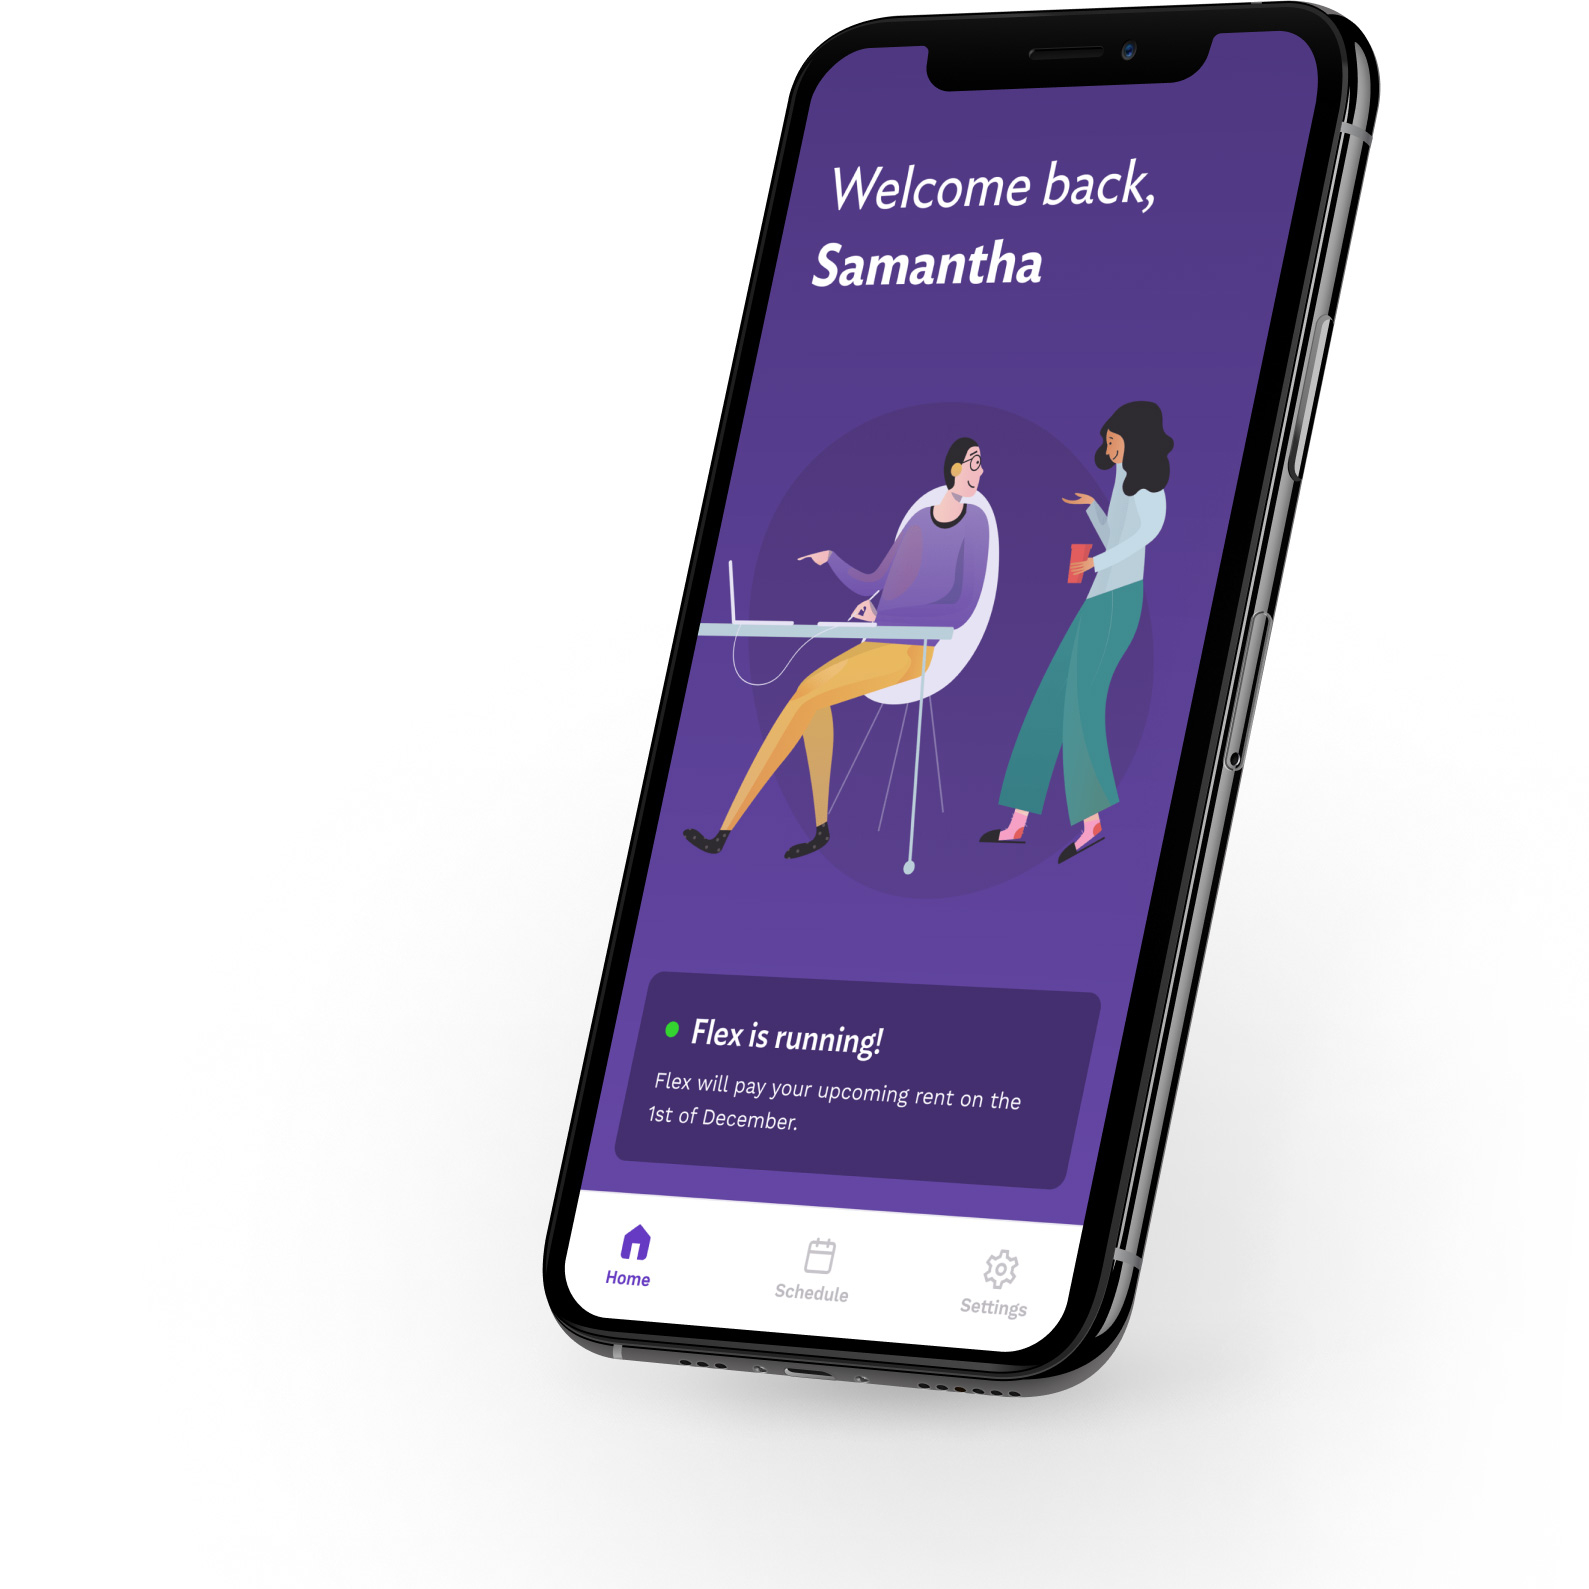 Welcome back,
Samantha
Flex is running!
Flex will pay your upcoming rent on the
1st of December.
Home
Schedule
Settings